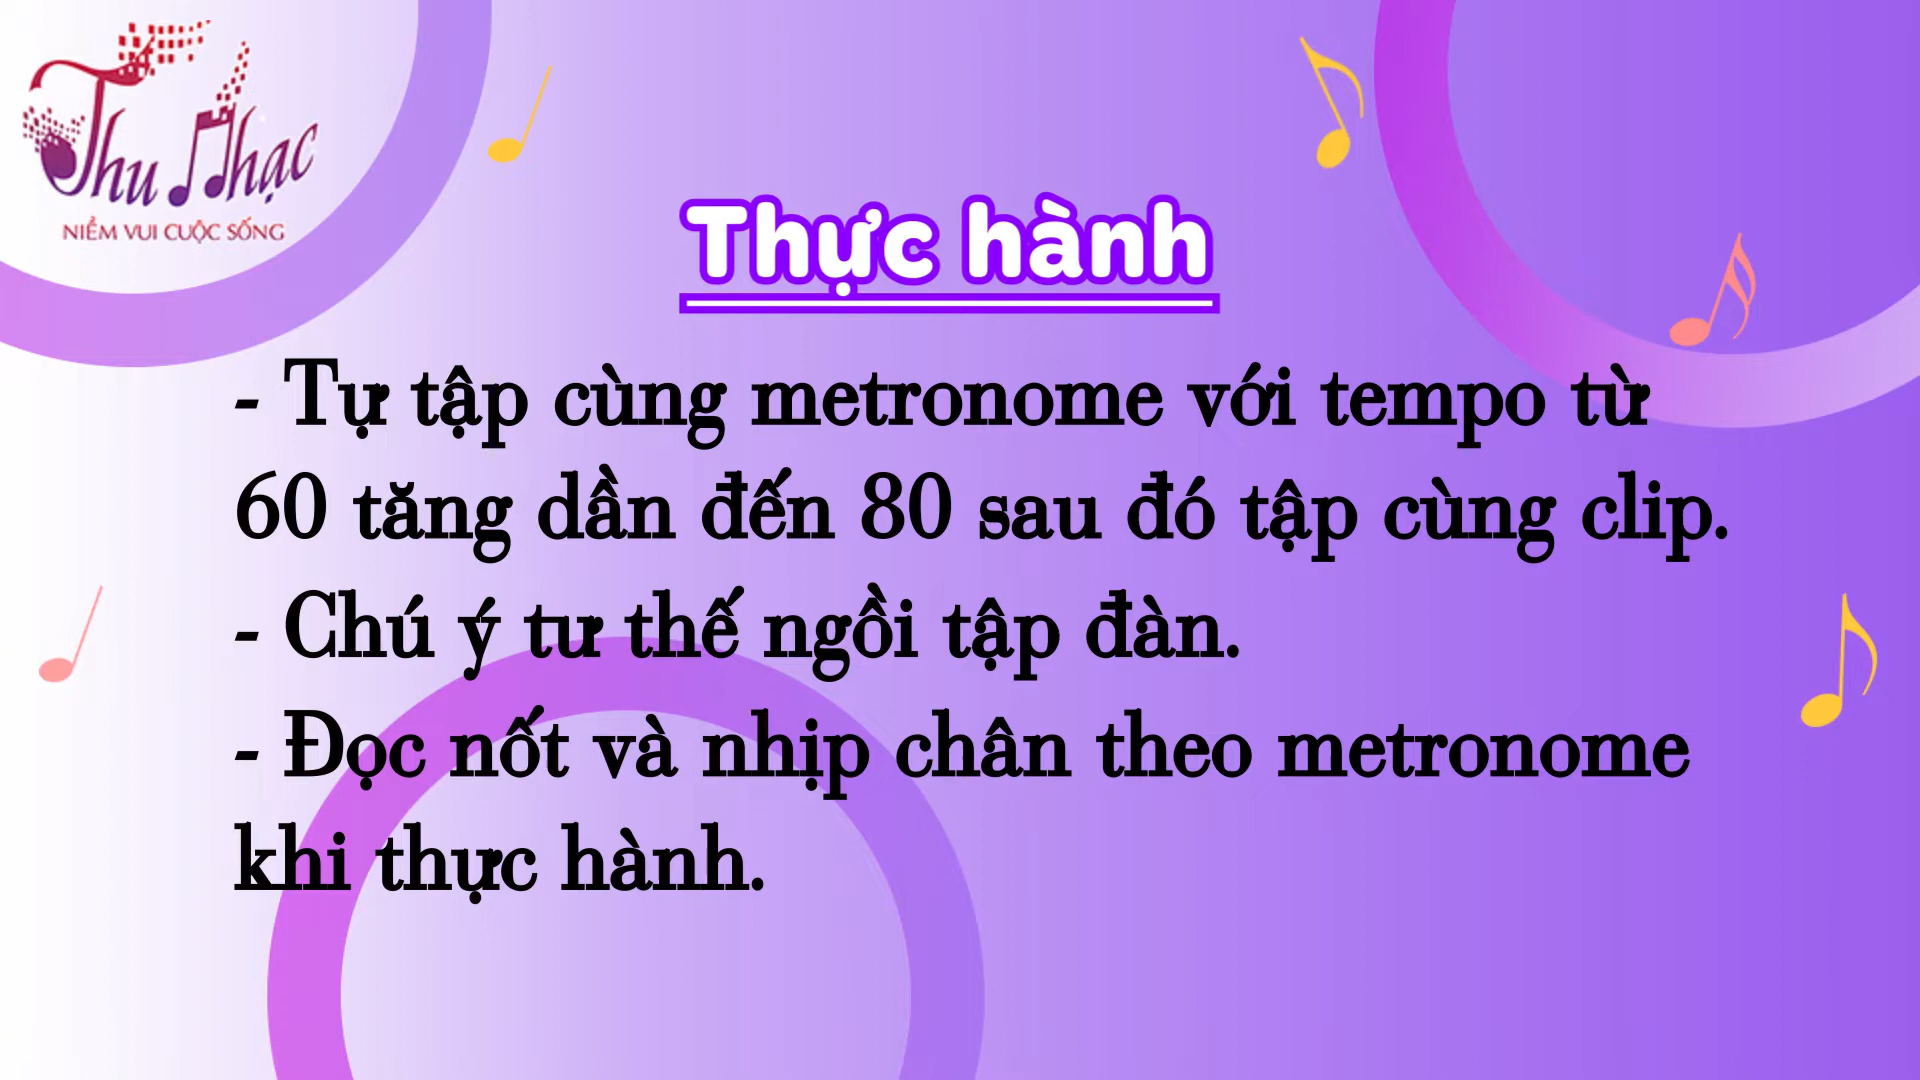 Thu Nhạc
NIỀM VUI CUỘC SỐNG
Thực hành
- Tự tập cùng metronome với tempo từ
60 tăng dần đến 80 sau đó tập cùng clip.
- Chú ý tư thế ngồi tập đàn.
- Đọc nốt và nhịp chân theo metronome
khi thực hành.